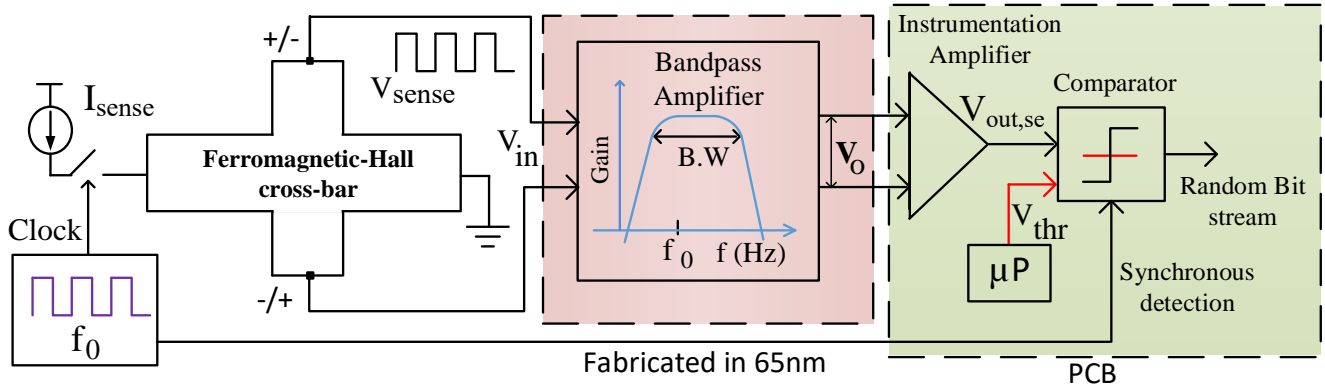 +/-
I sense
V sense
Ferromagnetic-Hall
cross-bar
Clock
f 0
-/+
V in
Bandpass
Amplifier
Gain
B.W
f 0
f (Hz)
V O
Fabricated in 65nm
Instrumentation
Amplifier
V out,se
Comparator
Random Bit
stream
V thr
μP
Synchronous
detection
PCB